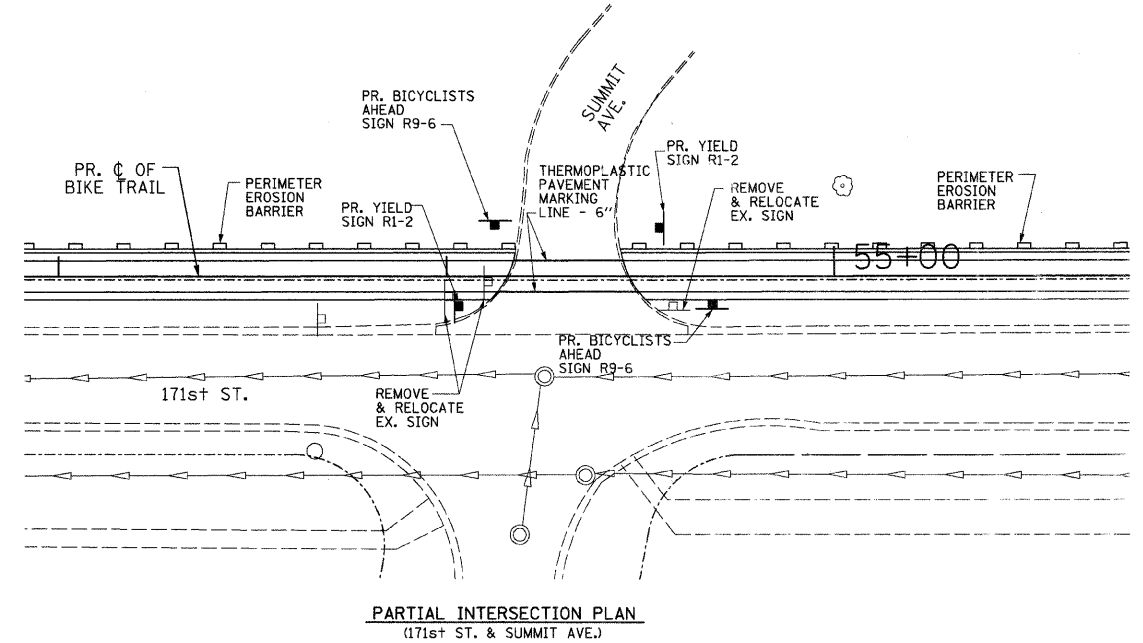 SUMMIT
AVE.
PR. BICYCLISTS
AHEAD
SIGN R9-6
PR. ℄ OF
BIKE TRAIL
PERIMETER
EROSION
BARRIER
PR. YIELD
SIGN R1-2
THERMOPLASTIC
PAVEMENT
MARKING
LINE - 6"
PR. YIELD
SIGN R1-2
REMOVE
& RELOCATE
EX. SIGN
PERIMETER
EROSION
BARRIER
55+00
PR. BICYCLISTS
AHEAD
SIGN R9-6
171st ST.
REMOVE
& RELOCATE
EX. SIGN
PARTIAL INTERSECTION PLAN
(171st ST. & SUMMIT AVE.)